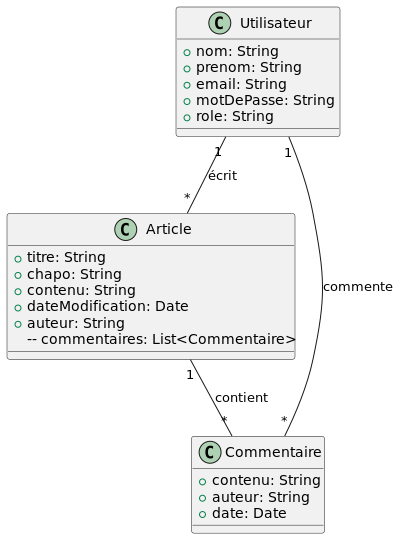 C Utilisateur
nom: String
prenom: String
email: String
motDePasse: String
role: String
1
1
écrit
*
C Article
titre: String
chapo: String
contenu: String
dateModification: Date
auteur: String
-- commentaires: List<Commentaire>
commente
1
contient
*
*
C Commentaire
contenu: String
auteur: String
date: Date